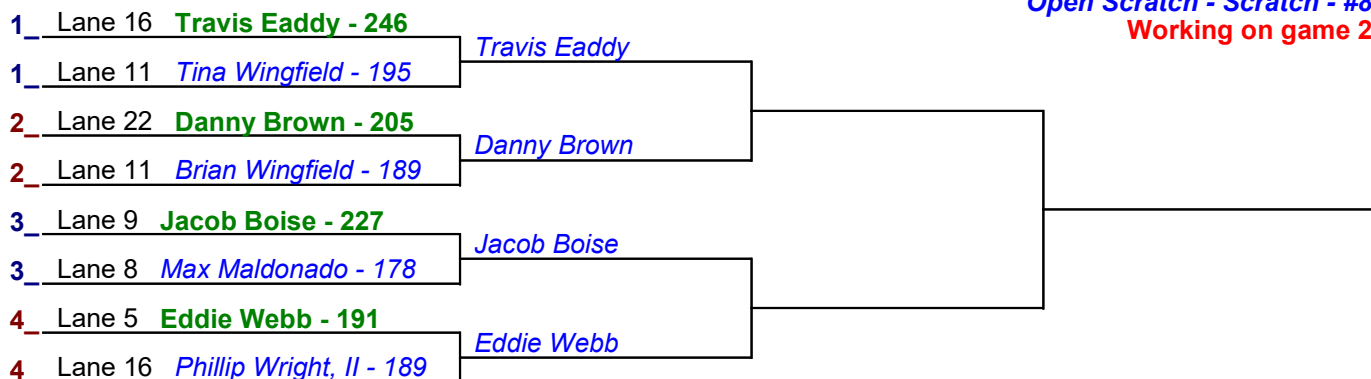 Open Scratch - Scratch - #8
Working on game 2
1_ Lane 16 Travis Eaddy - 246
Travis Eaddy
1_ Lane 11 Tina Wingfield - 195
2_ Lane 22 Danny Brown - 205
Danny Brown
2_ Lane 11 Brian Wingfield - 189
3_ Lane 9 Jacob Boise - 227
Jacob Boise
3_ Lane 8 Max Maldonado - 178
4_ Lane 5 Eddie Webb - 191
Eddie Webb
4 Lane 16 Phillip Wright, II - 189